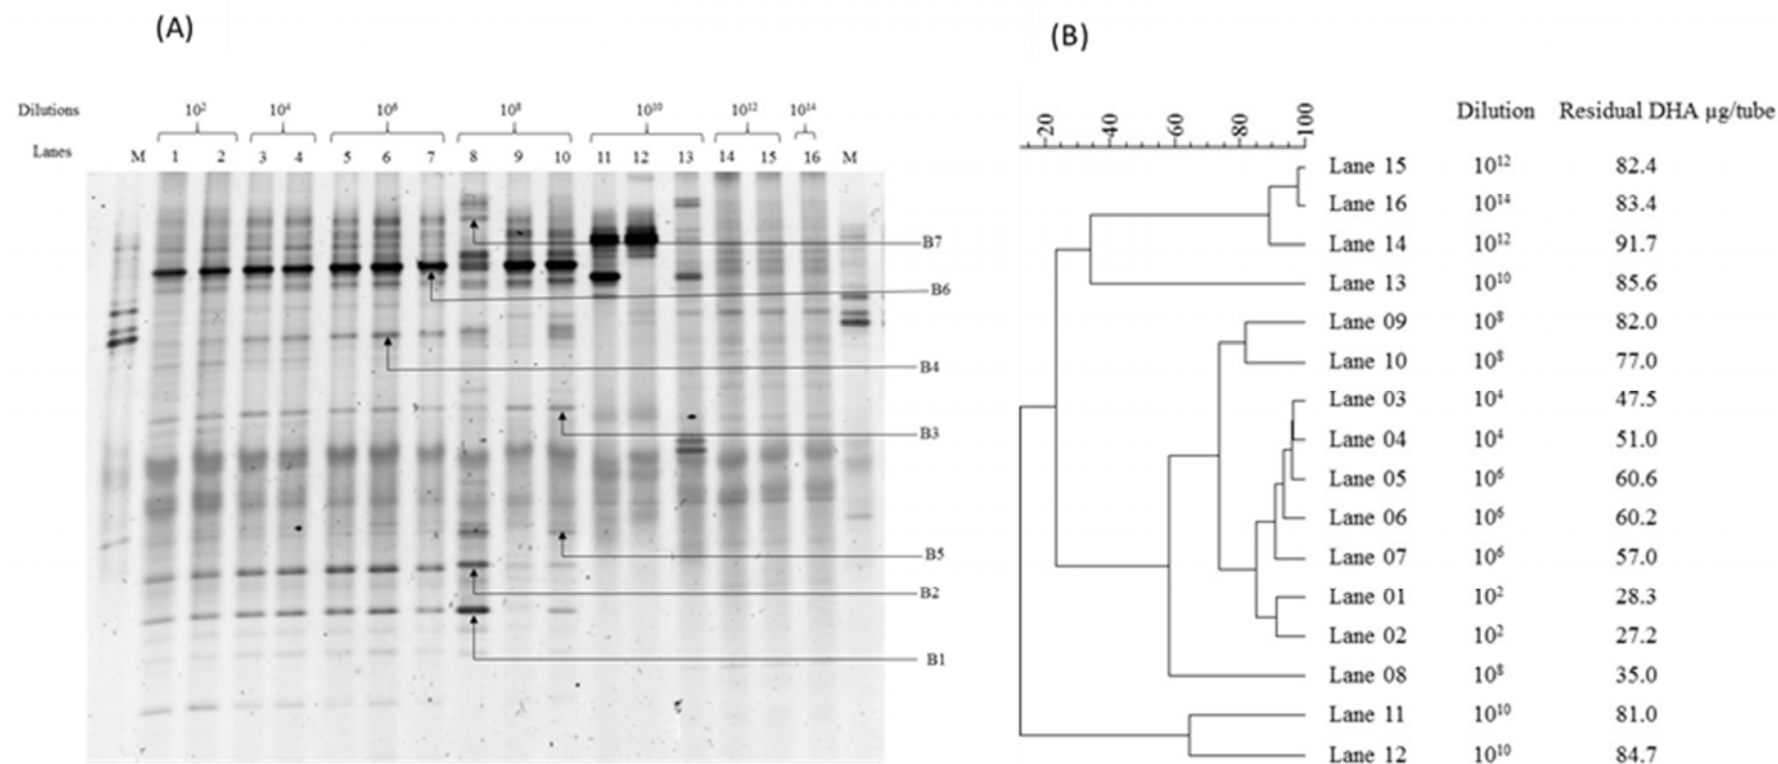 (A)
Dilutions 10² 10⁴ 10⁶ 10⁸ 10¹⁰ 10¹² 10¹⁴
Lanes M 1 2 3 4 5 6 7 8 9 10 11 12 13 14 15 16 M
B7
B6
B4
B3
B5
B2
B1
(B)
20 40 60 80 100
Dilution Residual DHA µg/tube
Lane 15 10¹² 82.4
Lane 16 10¹⁴ 83.4
Lane 14 10¹² 91.7
Lane 13 10¹⁰ 85.6
Lane 09 10⁸ 82.0
Lane 10 10⁸ 77.0
Lane 03 10⁴ 47.5
Lane 04 10⁴ 51.0
Lane 05 10⁶ 60.6
Lane 06 10⁶ 60.2
Lane 07 10⁶ 57.0
Lane 01 10² 28.3
Lane 02 10² 27.2
Lane 08 10⁸ 35.0
Lane 11 10¹⁰ 81.0
Lane 12 10¹⁰ 84.7